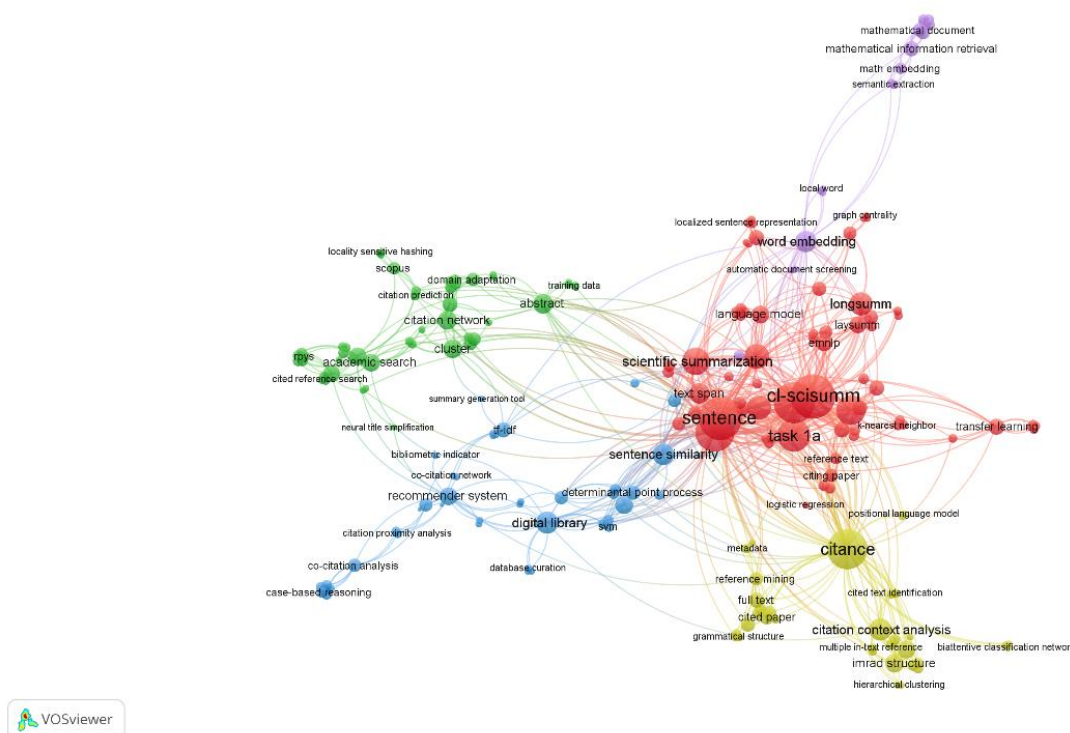 mathematical document
mathematical information retrieval
math embedding
semantic extraction
local word
localized sentence representation
graph centrality
word embedding
locality sensitive hashing
scopus
automatic document screening
domain adaptation
training data
citation prediction
abstract
longsumm
language model
citation network
laysumm
emnlp
cluster
rpys
academic search
scientific summarization
cited reference search
text span
cl-scisumm
summary generation tool
sentence
neural title simplification
tf-idf
k-nearest neighbor
transfer learning
task 1a
bibliometric indicator
sentence similarity
reference text
co-citation network
citing paper
recommender system
determinantal point process
logistic regression
positional language model
digital library
svm
citation proximity analysis
metadata
citance
co-citation analysis
database curation
reference mining
case-based reasoning
cited text identification
full text
cited paper
grammatical structure
citation context analysis
multiple in-text reference
biattentive classification networ
imrad structure
hierarchical clustering
VOSviewer